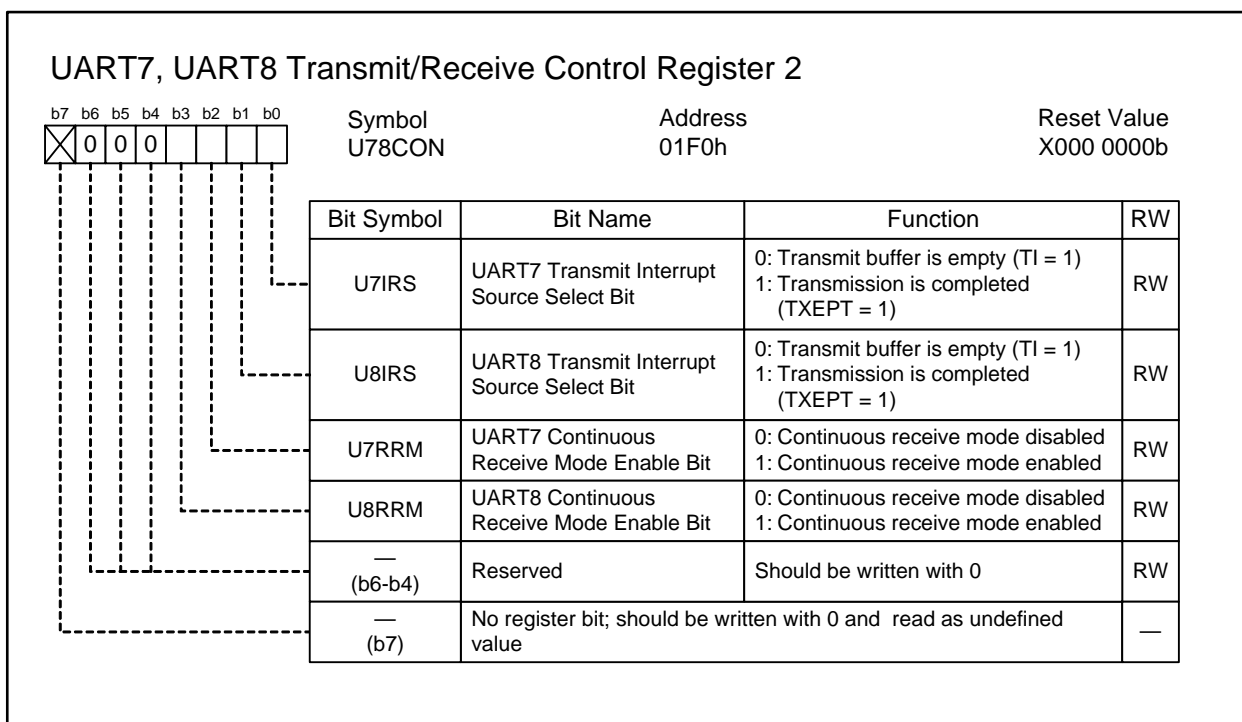 UART7, UART8 Transmit/Receive Control Register 2
b7 b6 b5 b4 b3 b2 b1 b0
0 0 0
Symbol Address Reset Value
U78CON 01F0h X000 0000b
Bit Symbol Bit Name Function RW
U7IRS
UART7 Transmit Interrupt
Source Select Bit
0: Transmit buffer is empty (TI = 1)
1: Transmission is completed
(TXEPT = 1)
RW
U8IRS
UART8 Transmit Interrupt
Source Select Bit
0: Transmit buffer is empty (TI = 1)
1: Transmission is completed
(TXEPT = 1)
RW
U7RRM
UART7 Continuous
Receive Mode Enable Bit
0: Continuous receive mode disabled
1: Continuous receive mode enabled
RW
U8RRM
UART8 Continuous
Receive Mode Enable Bit
0: Continuous receive mode disabled
1: Continuous receive mode enabled
RW
—
(b6-b4)
Reserved
Should be written with 0
RW
—
(b7)
No register bit; should be written with 0 and read as undefined
value
—